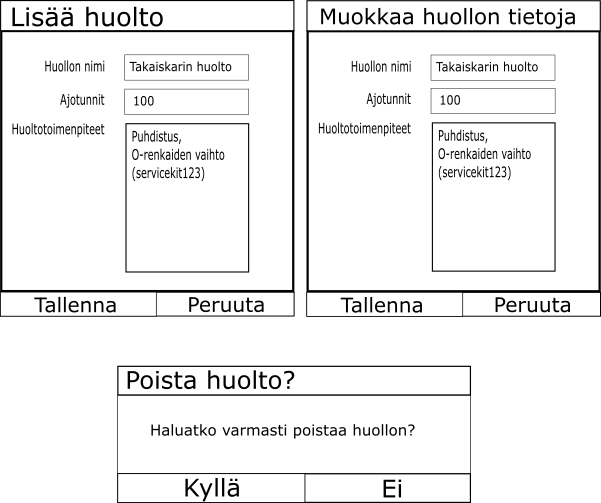 Lisää huolto
Huollon nimi Takaiskarin huolto
Ajotunnit 100
Huoltotoimenpiteet Puhdistus,
O-renkaiden vaihto
(servicekit123)
Tallenna Peruuta
Muokkaa huollon tietoja
Huollon nimi Takaiskarin huolto
Ajotunnit 100
Huoltotoimenpiteet Puhdistus,
O-renkaiden vaihto
(servicekit123)
Tallenna Peruuta
Poista huolto?
Haluatko varmasti poistaa huollon?
Kyllä Ei